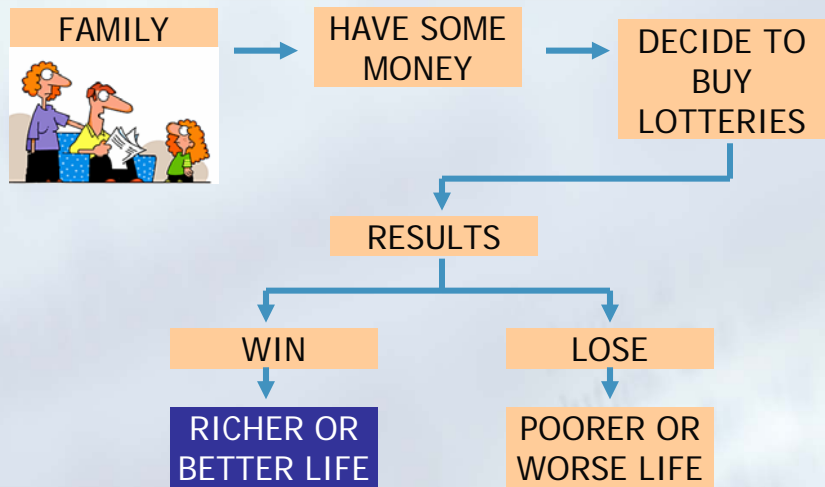 FAMILY
HAVE SOME
MONEY
DECIDE TO
BUY
LOTTERIES
RESULTS
WIN
LOSE
RICHER OR
BETTER LIFE
POORER OR
WORSE LIFE